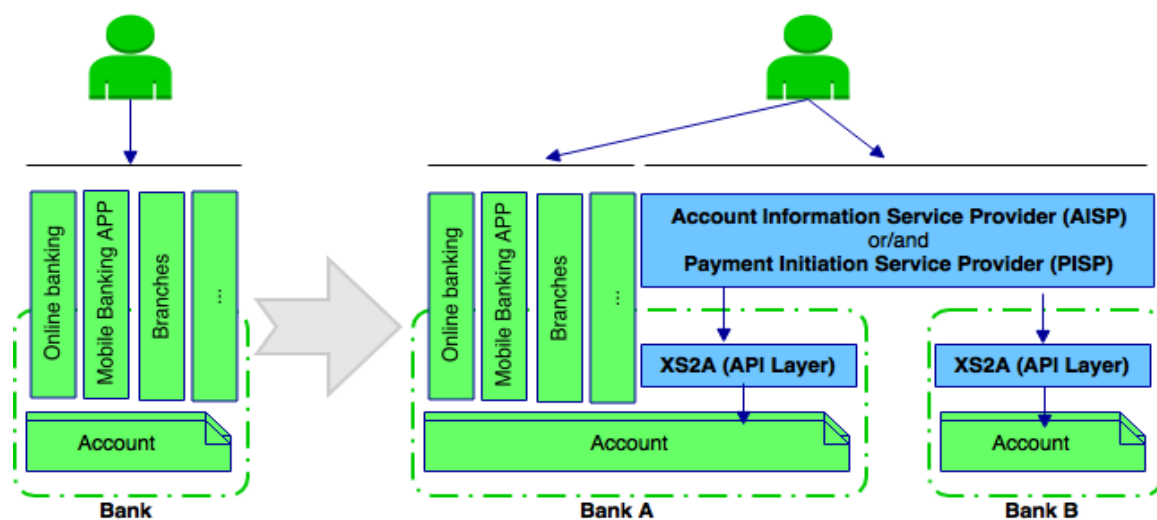 Online banking
Mobile Banking APP
Branches
...
Account
Bank
Online banking
Mobile Banking APP
Branches
...
Account Information Service Provider (AISP)
or/and
Payment Initiation Service Provider (PISP)
XS2A (API Layer)
XS2A (API Layer)
Account
Account
Bank A
Bank B